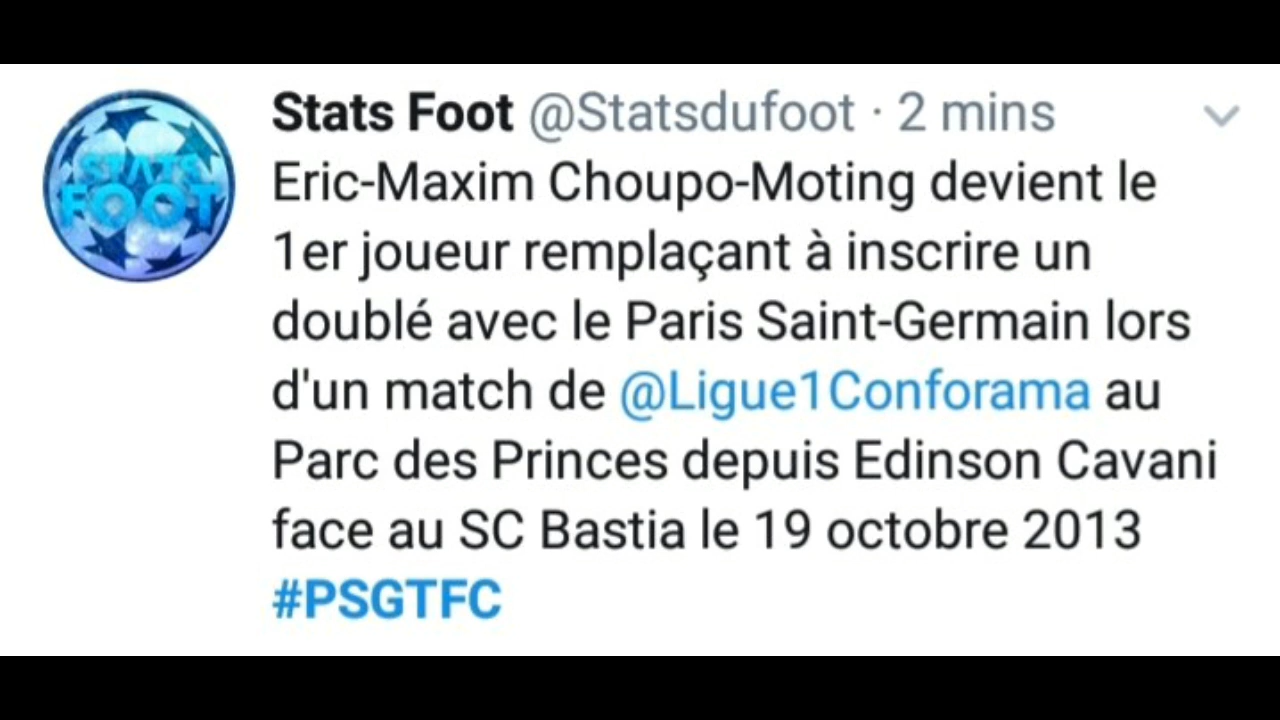 STATS
FOOT
Stats Foot @Statsdufoot · 2 mins
Eric-Maxim Choupo-Moting devient le
1er joueur remplaçant à inscrire un
doublé avec le Paris Saint-Germain lors
d'un match de @Ligue1Conforama au
Parc des Princes depuis Edinson Cavani
face au SC Bastia le 19 octobre 2013
#PSGTFC